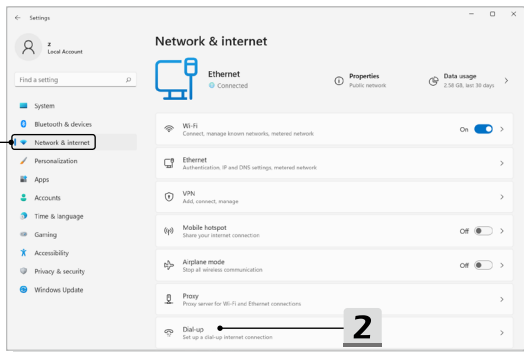 Settings
2
Local Account
Find a setting
System
Bluetooth & devices
Network & internet
Personalization
Apps
Accounts
Time & language
Gaming
Accessibility
Privacy & security
Windows Update
Network & internet
Ethernet
Connected
Properties
Public network
Data usage
2.58 GB, last 30 days
Wi-Fi
Connect, manage known networks, metered network
On
Ethernet
Authentication, IP and DNS settings, metered network
VPN
Add, connect, manage
Mobile hotspot
Share your internet connection
Off
Airplane mode
Stop all wireless communication
Off
Proxy
Proxy server for Wi-Fi and Ethernet connections
Dial-up
Set up a dial-up internet connection
2